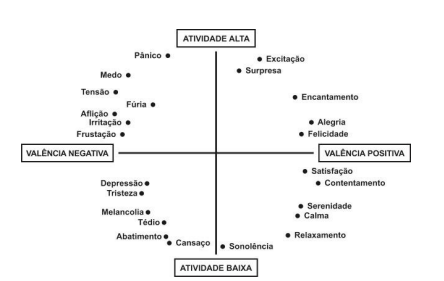 ATIVIDADE ALTA
Pânico
Excitação
Medo
Surpresa
Tensão
Encantamento
Fúria
Aflição
Alegria
Irritação
Frustação
Felicidade
VALÊNCIA NEGATIVA
VALÊNCIA POSITIVA
Satisfação
Depressão
Contentamento
Tristeza
Serenidade
Melancolia
Calma
Tédio
Abatimento
Relaxamento
Cansaço
Sonolência
ATIVIDADE BAIXA